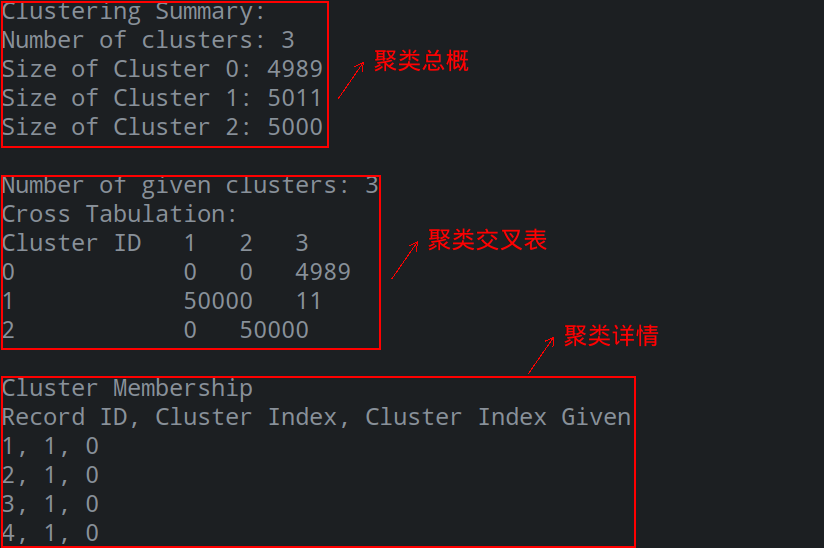 Clustering Summary:
Number of clusters: 3
Size of Cluster 0: 4989
Size of Cluster 1: 5011
Size of Cluster 2: 5000
聚类总概
Number of given clusters: 3
Cross Tabulation:
Cluster ID 1 2 3
0 0 0 4989
1 50000 11
2 0 50000
聚类交叉表
聚类详情
Cluster Membership
Record ID, Cluster Index, Cluster Index Given
1, 1, 0
2, 1, 0
3, 1, 0
4, 1, 0